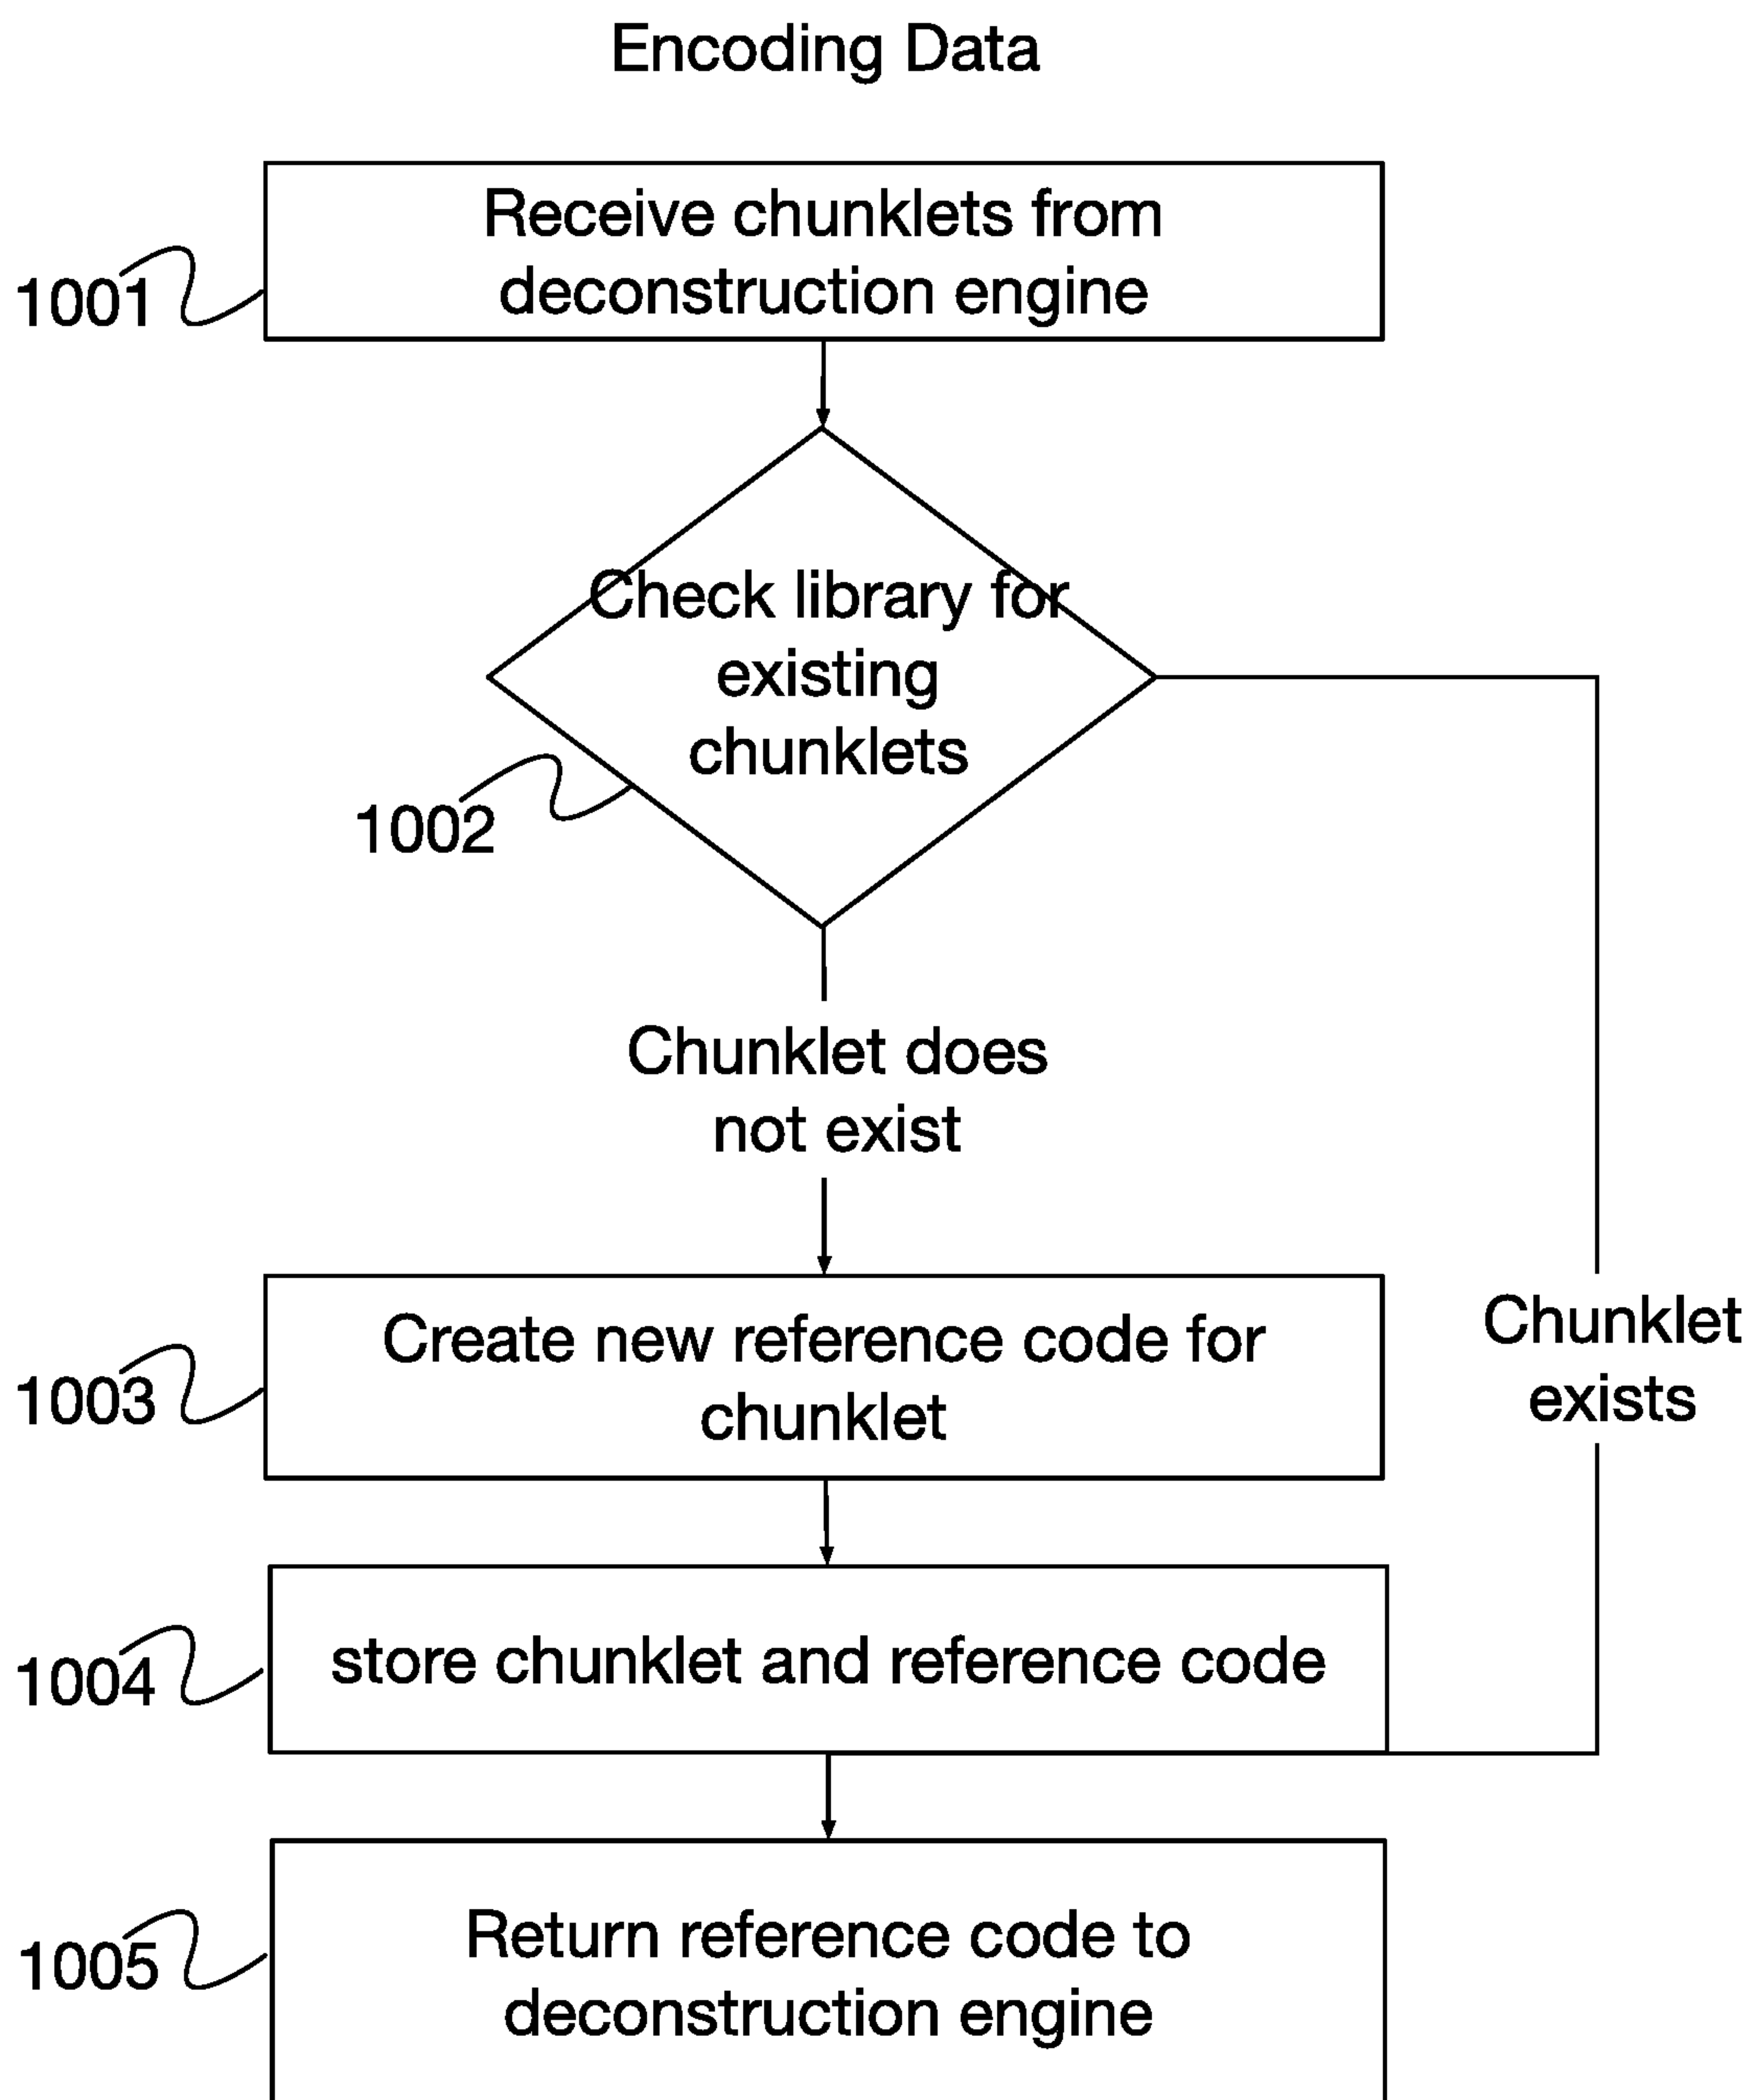 Encoding Data
Receive chunklets from
deconstruction engine
1001
Check library for
existing
chunklets
1002
Chunklet does
not exist
Create new reference code for
chunklet
1003
Chunklet
exists
store chunklet and reference code
1004
Return reference code to
deconstruction engine
1005